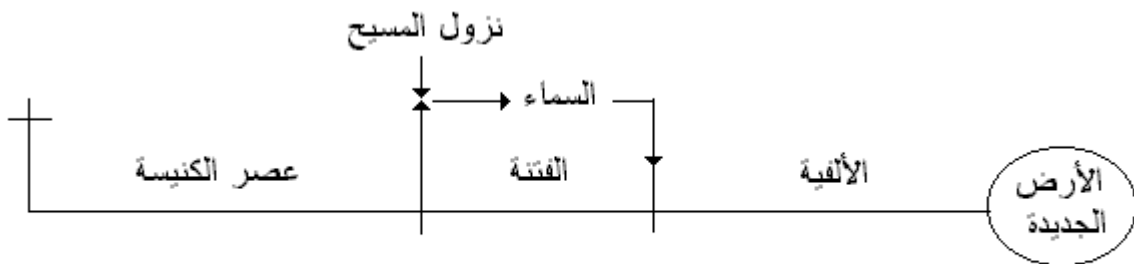 نزول المسيح
السماء
عصر الكنيسة
الفتنة
الألفية
الأرض
الجديدة